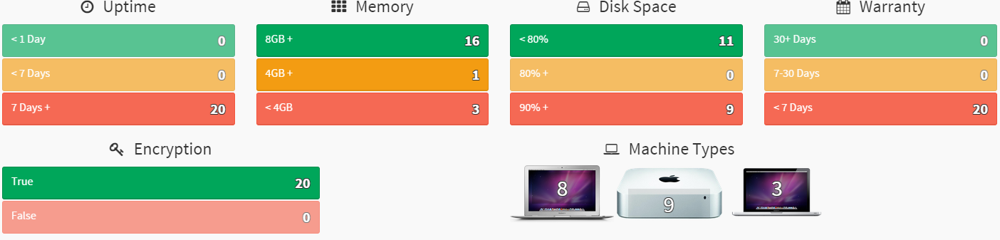 Uptime
< 1 Day 0
< 7 Days 0
7 Days + 20
Memory
8GB + 16
4GB + 1
< 4GB 3
Disk Space
< 80% 11
80% + 0
90% + 9
Warranty
30+ Days 0
7-30 Days 0
< 7 Days 20
Encryption
True 20
False 0
Machine Types
8
9
3